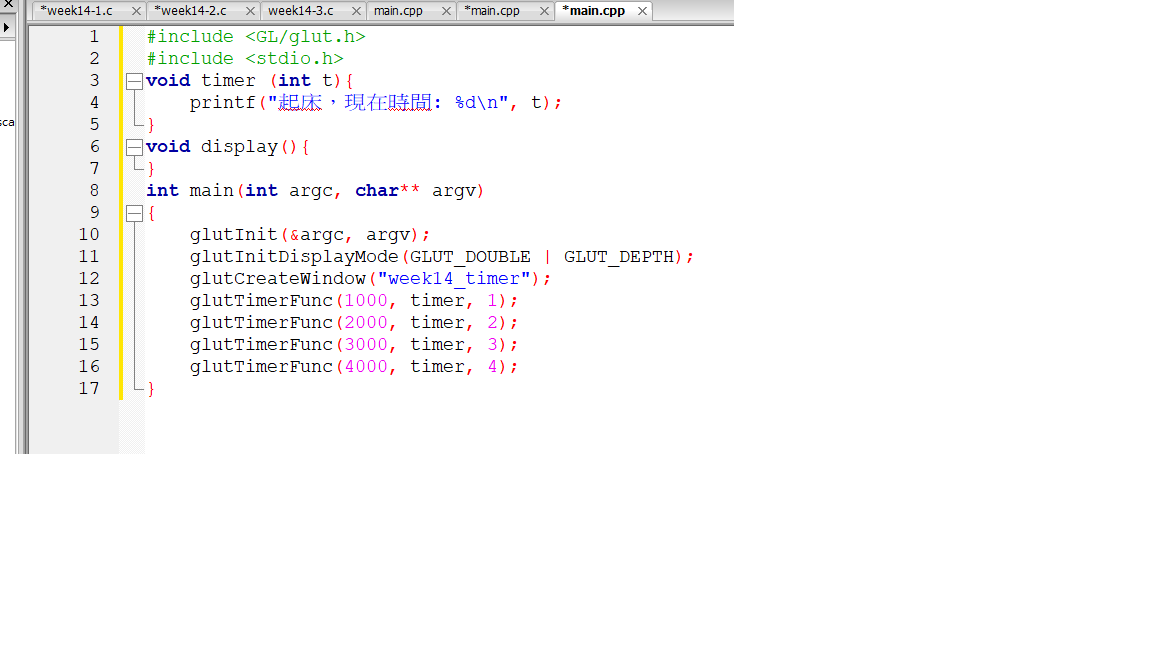 *week14-1.c *week14-2.c week14-3.c main.cpp *main.cpp *main.cpp
sca
1 #include <GL/glut.h>
2 #include <stdio.h>
3 void timer (int t){
4 printf("起床，現在時間: %d\n", t);
5 }
6 void display(){
7 }
8 int main(int argc, char** argv)
9 {
10 glutInit(&argc, argv);
11 glutInitDisplayMode(GLUT_DOUBLE | GLUT_DEPTH);
12 glutCreateWindow("week14_timer");
13 glutTimerFunc(1000, timer, 1);
14 glutTimerFunc(2000, timer, 2);
15 glutTimerFunc(3000, timer, 3);
16 glutTimerFunc(4000, timer, 4);
17 }